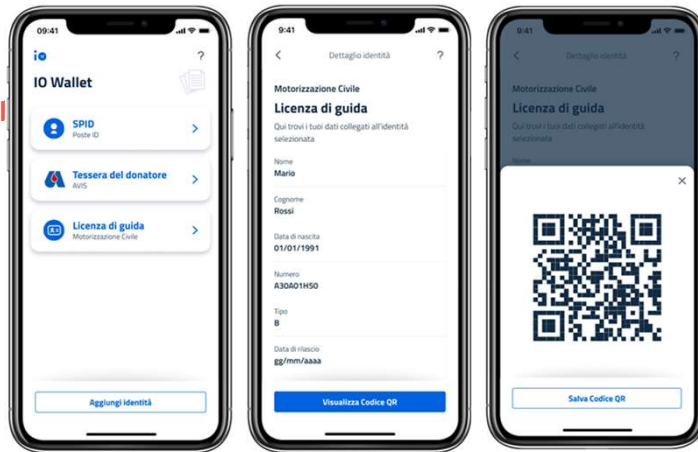 09:41
io
?
IO Wallet
SPID
Poste ID
Tessera del donatore
AVIS
Licenza di guida
Motorizzazione Civile
Aggiungi identità
9:41
Dettaglio identità
?
Motorizzazione Civile
Licenza di guida
Qui trovi i tuoi dati collegati all'identità
selezionata
Nome
Mario
Cognome
Rossi
Data di nascita
01/01/1991
Numero
A30A01H50
Tipo
B
Data di rilascio
gg/mm/aaaa
Visualizza Codice QR
9:41
Dettaglio identità
?
Motorizzazione Civile
Licenza di guida
Qui trovi i tuoi dati collegati all'identità
selezionata
Nome
Salva Codice QR